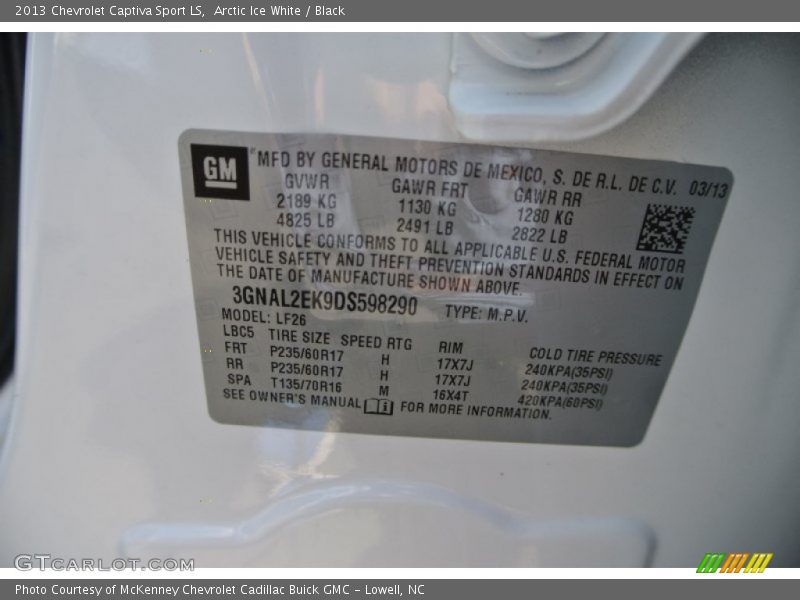 2013 Chevrolet Captiva Sport LS,  Arctic Ice White / Black
GM
"MFD BY GENERAL MOTORS DE MEXICO, S. DE R.L. DE C.V. 03/13
GVWR GAWR FRT GAWR RR
2189 KG 1130 KG 1280 KG
4825 LB 2491 LB 2822 LB
THIS VEHICLE CONFORMS TO ALL APPLICABLE U.S. FEDERAL MOTOR
VEHICLE SAFETY AND THEFT PREVENTION STANDARDS IN EFFECT ON
THE DATE OF MANUFACTURE SHOWN ABOVE.
3GNAL2EK9DS598290 TYPE: M.P.V.
MODEL: LF26
LBC5 TIRE SIZE SPEED RTG RIM COLD TIRE PRESSURE
FRT P235/60R17 H 17X7J 240KPA(35PSI)
RR P235/60R17 H 17X7J 240KPA(35PSI)
SPA T135/70R16 M 16X4T 420KPA(60PSI)
SEE OWNER'S MANUAL i FOR MORE INFORMATION.
GTcarlot.com
Photo Courtesy of McKenney Chevrolet Cadillac Buick GMC – Lowell, NC